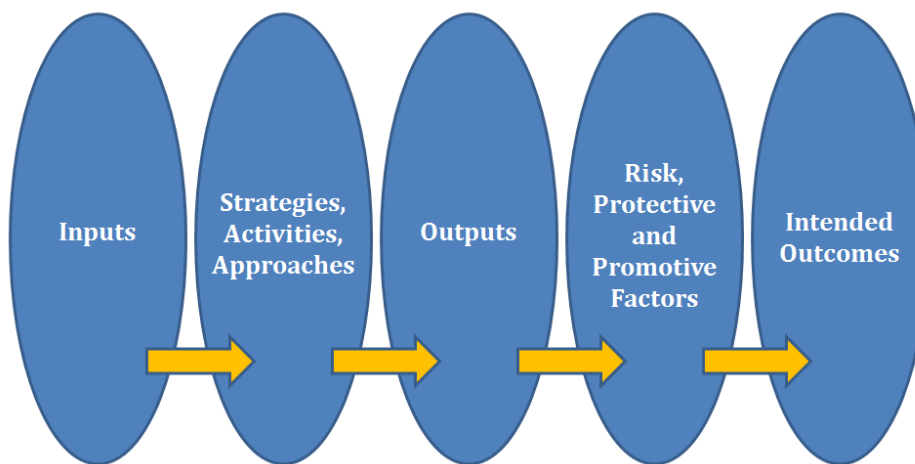 Inputs
Strategies,
Activities,
Approaches
Outputs
Risk,
Protective
and
Promotive
Factors
Intended
Outcomes